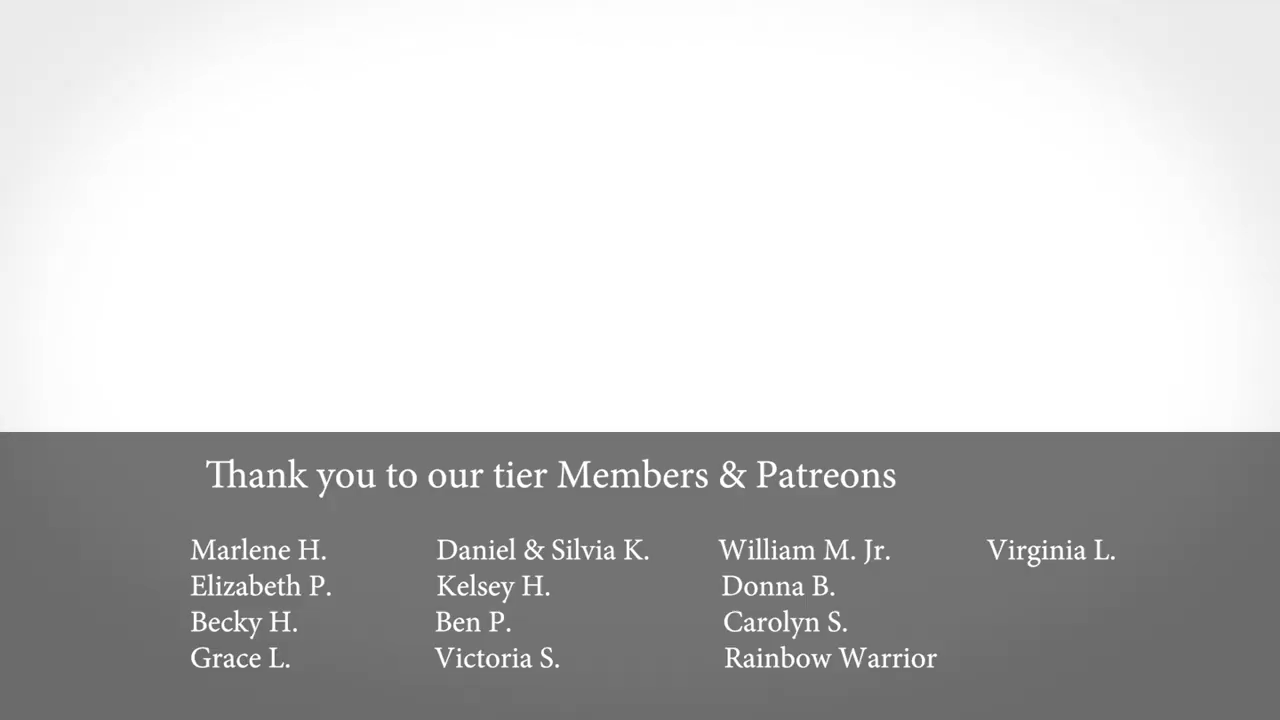 Thank you to our tier Members & Patreons
Marlene H. Daniel & Silvia K. William M. Jr. Virginia L.
Elizabeth P. Kelsey H. Donna B.
Becky H. Ben P. Carolyn S.
Grace L. Victoria S. Rainbow Warrior